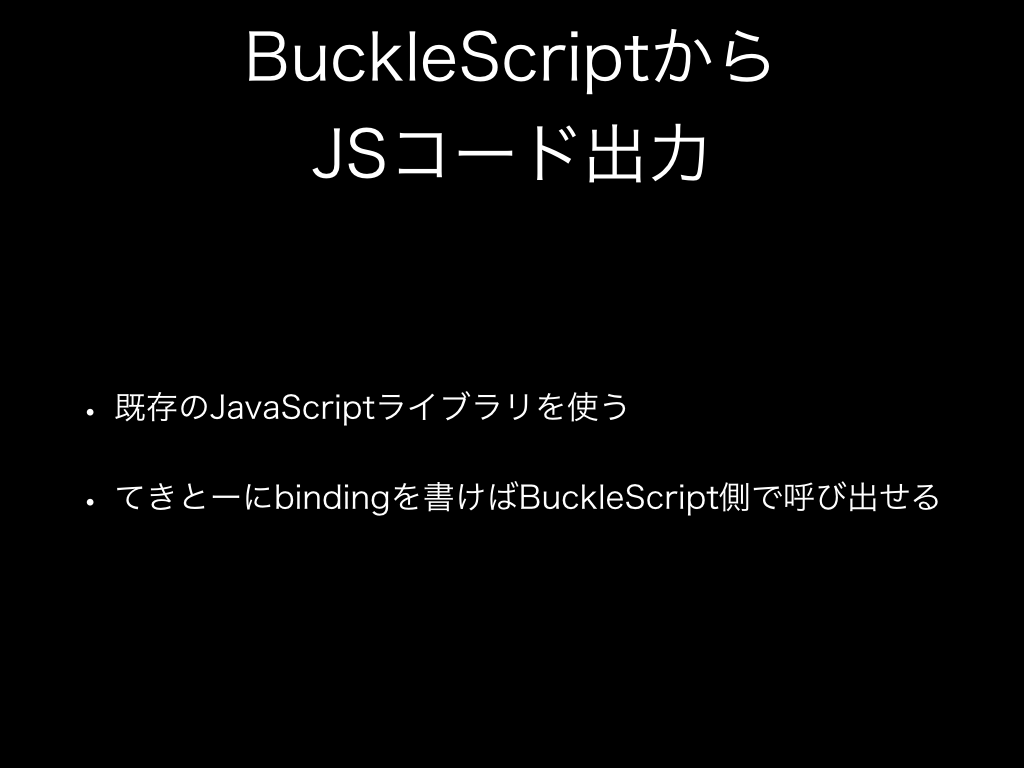 BuckleScriptから
JSコード出力
• 既存のJavaScriptライブラリを使う
• てきとーにbindingを書けばBuckleScript側で呼び出せる